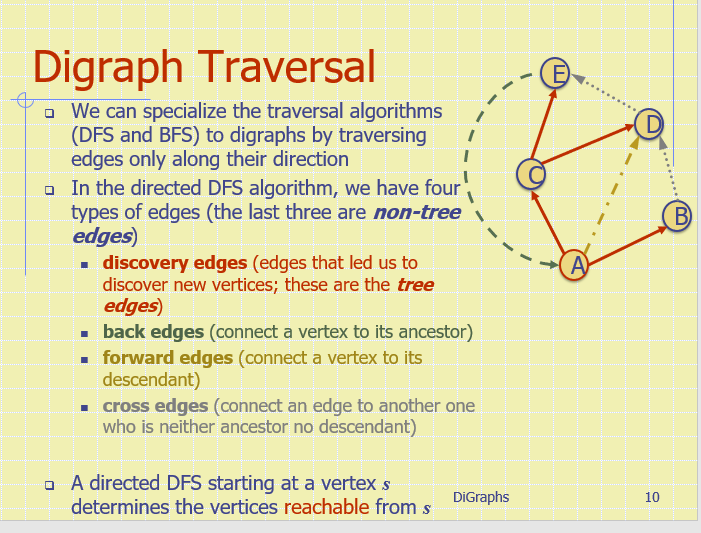 Digraph Traversal
We can specialize the traversal algorithms
(DFS and BFS) to digraphs by traversing
edges only along their direction
In the directed DFS algorithm, we have four
types of edges (the last three are non-tree
edges)
discovery edges (edges that led us to
discover new vertices; these are the tree
edges)
back edges (connect a vertex to its ancestor)
forward edges (connect a vertex to its
descendant)
cross edges (connect an edge to another one
who is neither ancestor no descendant)
A directed DFS starting at a vertex s
determines the vertices reachable from s
E
D
C
B
A
DiGraphs
10